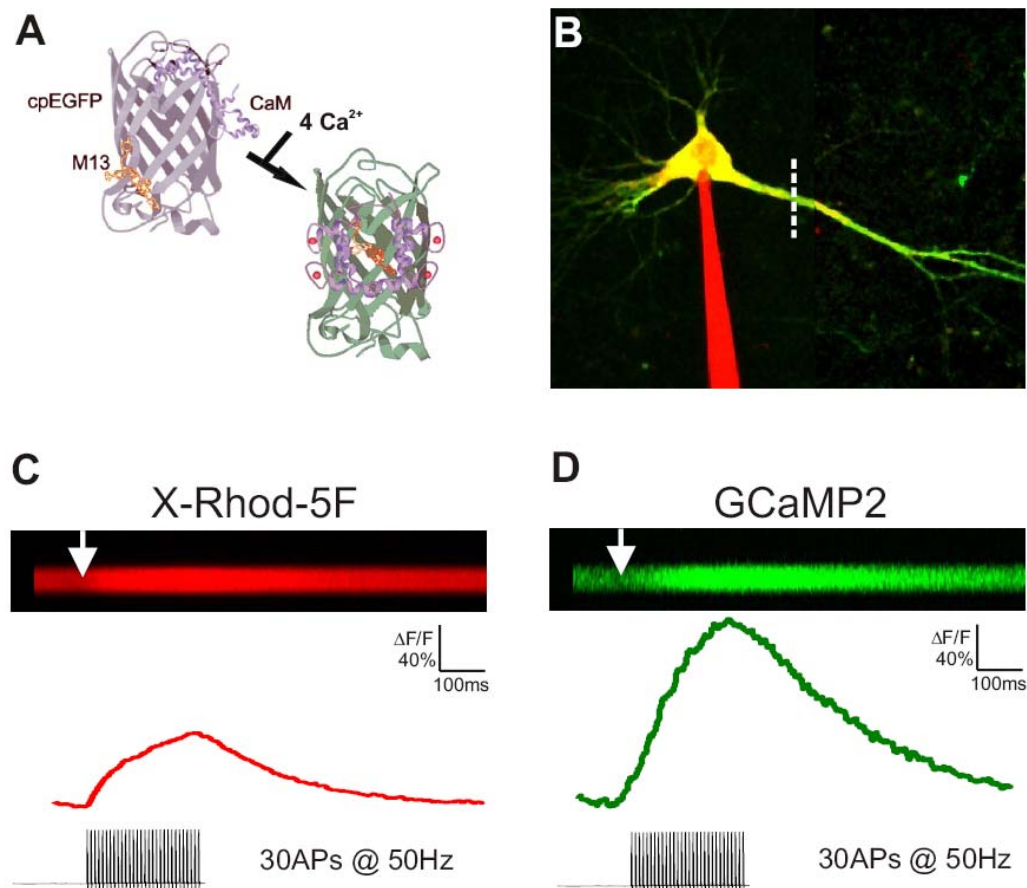 A
cpEGFP
CaM
4 Ca²⁺
M13
B
C
X-Rhod-5F
ΔF/F
40%
100ms
30APs @ 50Hz
D
GCaMP2
ΔF/F
40%
100ms
30APs @ 50Hz